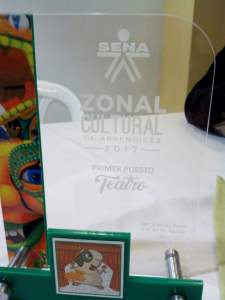 SENA
ZONAL
CULTURAL
DE APRENDICES
2017
PRIMER PUESTO
Teatro